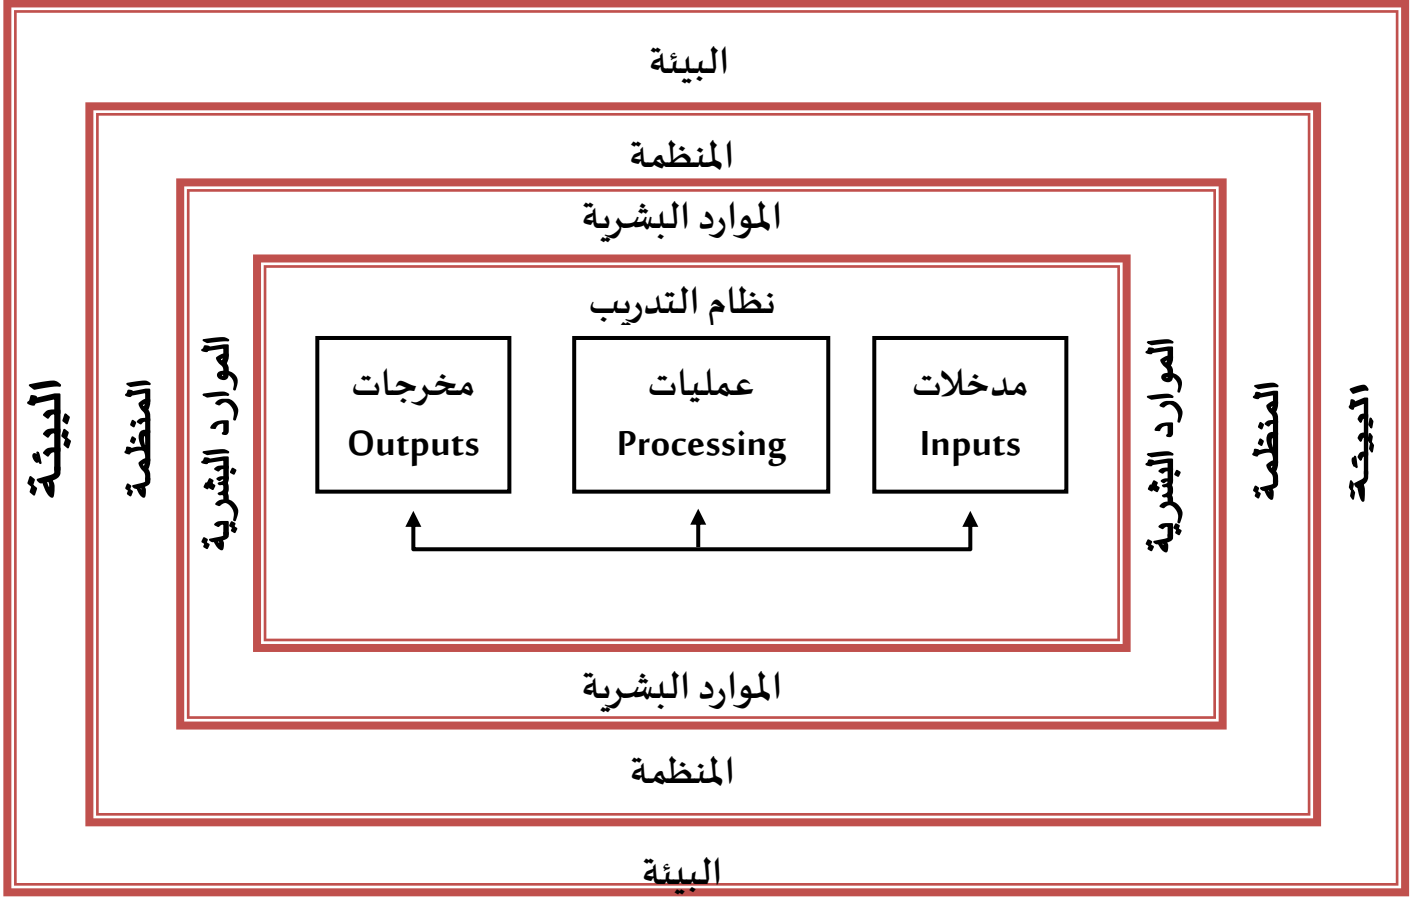 البيئة
المنظمة
الموارد البشرية
نظام التدريب
مدخلات
Inputs
عمليات
Processing
مخرجات
Outputs
البيئة
المنظمة
الموارد البشرية
الموارد البشرية
المنظمة
البيئة
الموارد البشرية
المنظمة
البيئة